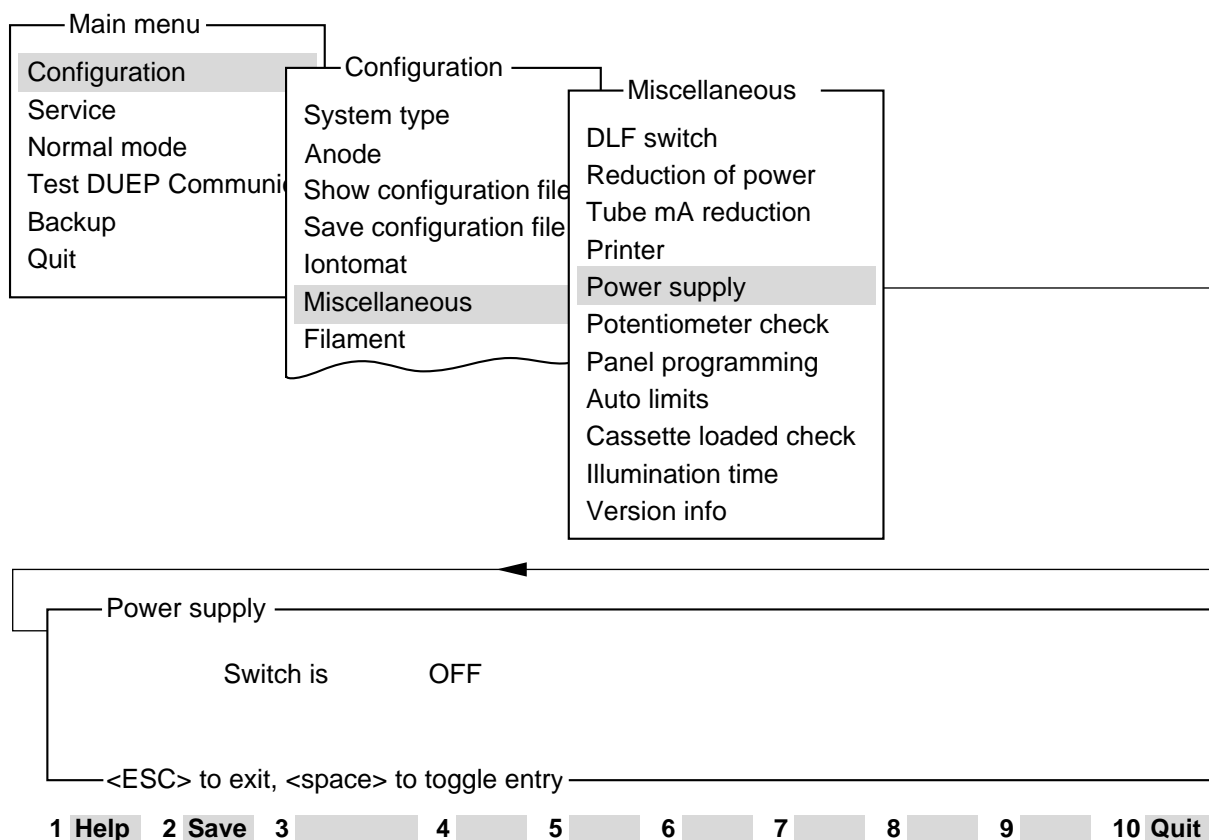 Main menu
Configuration
Service
Normal mode
Test DUEP Communic
Backup
Quit
Configuration
System type
Anode
Show configuration file
Save configuration file
Iontomat
Miscellaneous
Filament
Miscellaneous
DLF switch
Reduction of power
Tube mA reduction
Printer
Power supply
Potentiometer check
Panel programming
Auto limits
Cassette loaded check
Illumination time
Version info
Power supply
Switch is OFF
<ESC> to exit, <space> to toggle entry
1 Help 2 Save 3 4 5 6 7 8 9 10 Quit